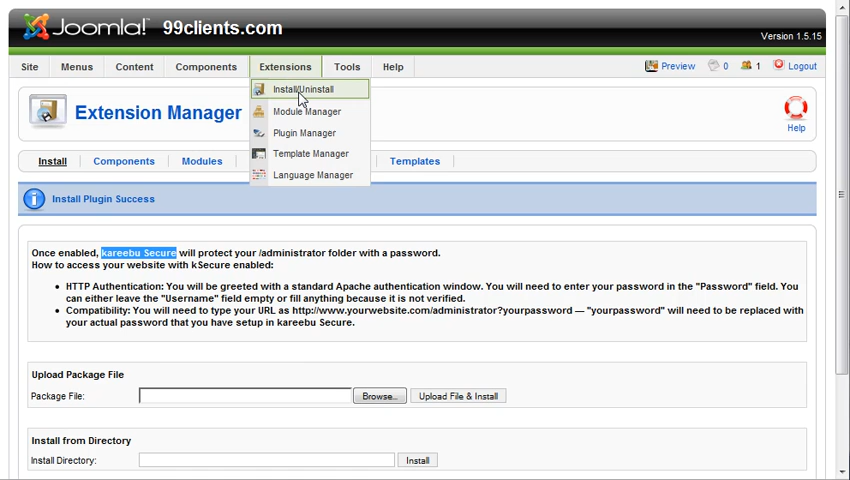 Joomla! 99clients.com
Version 1.5.15
Site Menus Content Components Extensions Tools Help Preview 0 1 Logout
Install/Uninstall
Module Manager
Plugin Manager
Template Manager
Language Manager
Extension Manager
Help
Install Components Modules Templates
Install Plugin Success
Once enabled, kareebu Secure will protect your /administrator folder with a password.
How to access your website with kSecure enabled:
• HTTP Authentication: You will be greeted with a standard Apache authentication window. You will need to enter your password in the "Password" field. You
can either leave the "Username" field empty or fill anything because it is not verified.
• Compatibility: You will need to type your URL as http://www.yourwebsite.com/administrator?yourpassword — "yourpassword" will need to be replaced with
your actual password that you have setup in kareebu Secure.
Upload Package File
Package File: Browse... Upload File & Install
Install from Directory
Install Directory: Install